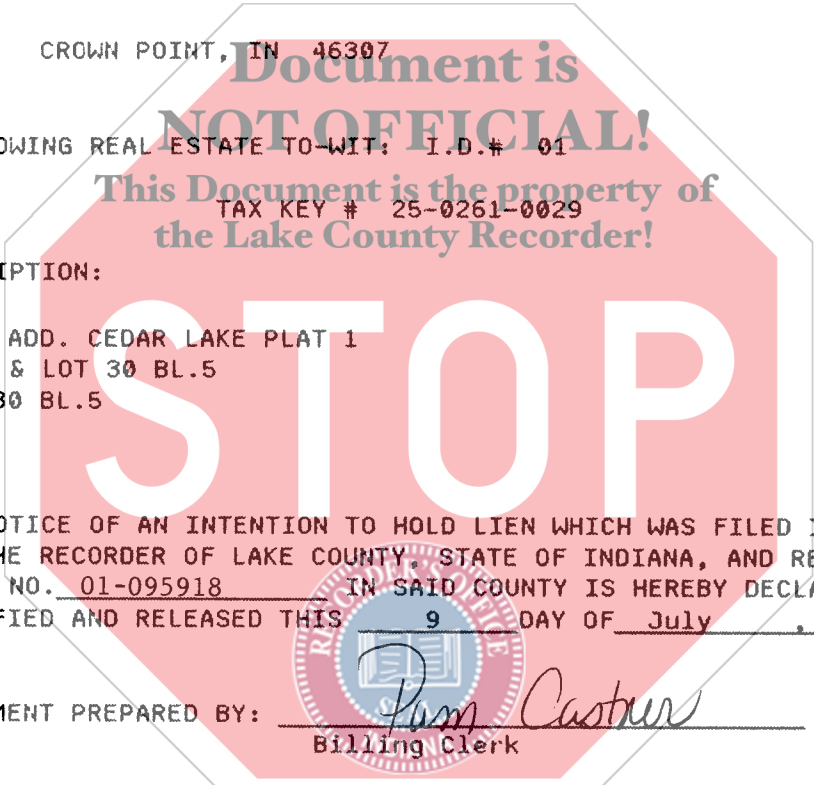 CROWN POINT, IN 46307
Document is
NOT OFFICIAL!
OWING REAL ESTATE TO-WIT: I.D.# 01
This Document is the property of
TAX KEY # 25-0261-0029
the Lake County Recorder!
IPTION:
STOP
ADD. CEDAR LAKE PLAT 1
& LOT 30 BL.5
30 BL.5
OTICE OF AN INTENTION TO HOLD LIEN WHICH WAS FILED I
HE RECORDER OF LAKE COUNTY, STATE OF INDIANA, AND RE
NO. 01-095918 IN SAID COUNTY IS HEREBY DECLA
FIED AND RELEASED THIS 9 DAY OF July ,
RECORDER'S OFFICE
MENT PREPARED BY: Pam Castner
Billing Clerk